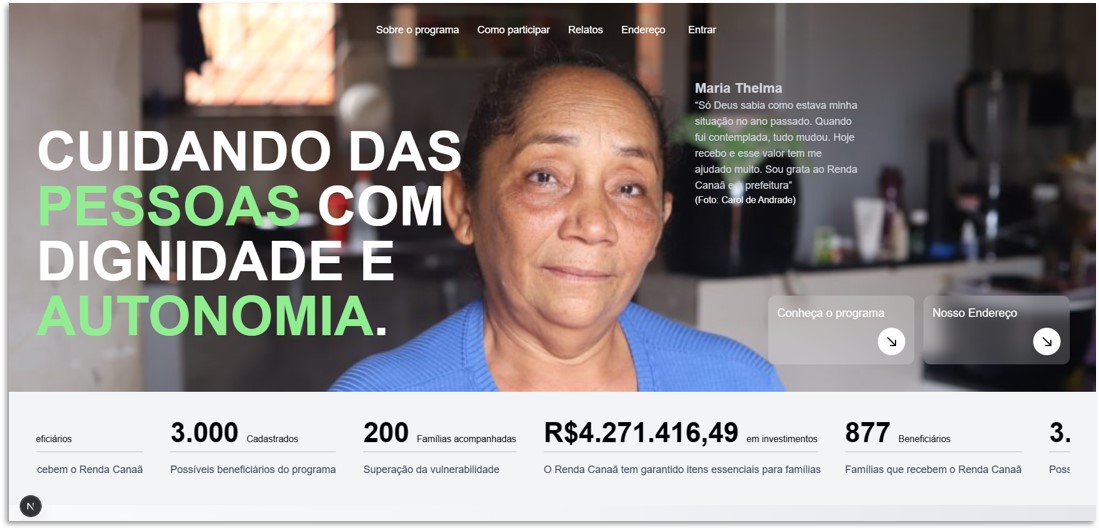 Sobre o programa Como participar Relatos Endereço Entrar
CUIDANDO DAS
PESSOAS COM
DIGNIDADE E
AUTONOMIA.
Maria Thelma
"Só Deus sabia como estava minha
situação no ano passado. Quando
fui contemplada, tudo mudou. Hoje
recebo e esse valor tem me
ajudado muito. Sou grata ao Renda
Canaã e a prefeitura"
(Foto: Carol de Andrade)
Conheça o programa
Nosso Endereço
eficiários
cebem o Renda Canaã
3.000 Cadastrados
Possíveis beneficiários do programa
200 Famílias acompanhadas
Superação da vulnerabilidade
R$4.271.416,49 em investimentos
O Renda Canaã tem garantido itens essenciais para famílias
877 Beneficiários
Famílias que recebem o Renda Canaã
3.
Poss
N